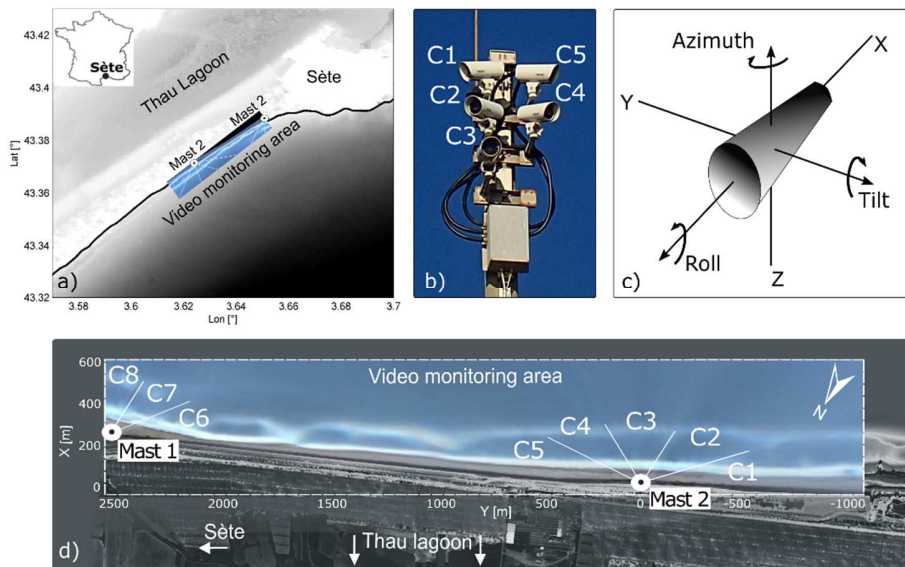 43.42
43.4
43.38
43.36
43.34
43.32
Lat [°]
3.58
3.6
3.62
3.64
3.66
3.68
3.7
Lon [°]
Sète
Thau Lagoon
Sète
Mast 2
Mast 2
Video monitoring area
a)
C1
C5
C2
C4
C3
b)
Azimuth
X
Y
Tilt
Roll
Z
c)
600
400
200
0
X [m]
Video monitoring area
C8
C7
C6
Mast 1
C5
C4
C3
C2
C1
Mast 2
N
2500
2000
1500
1000
500
0
-500
-1000
Y [m]
Sète
Thau lagoon
d)